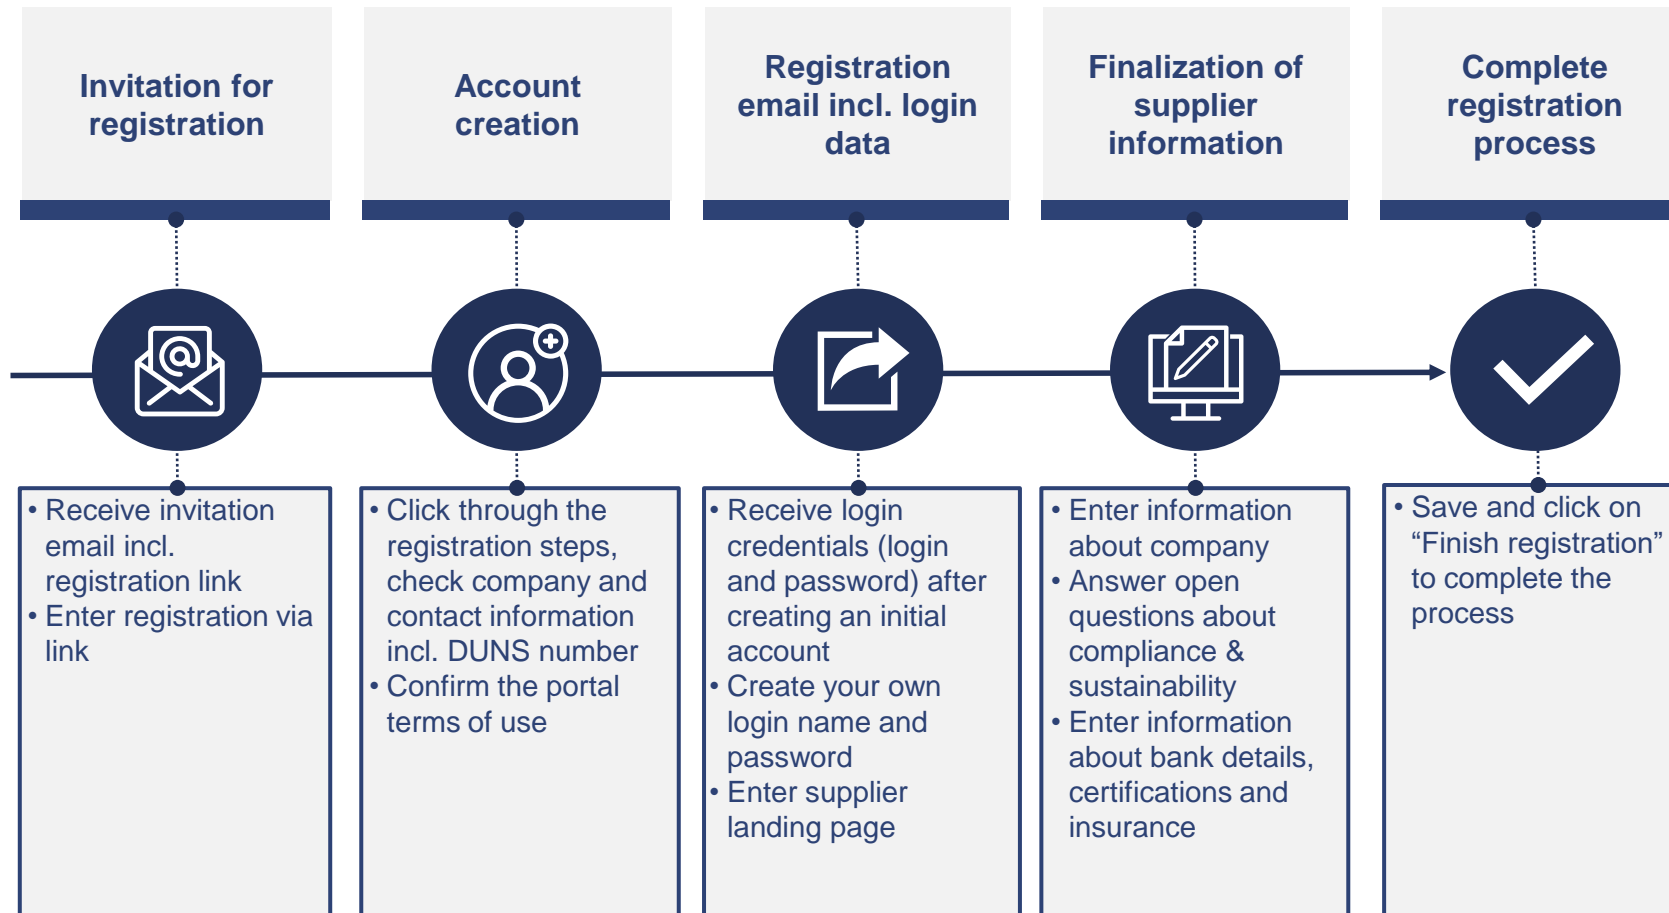 Invitation for
registration
Account
creation
Registration
email incl. login
data
Finalization of
supplier
information
Complete
registration
process
• Receive invitation
email incl.
registration link
• Enter registration via
link
• Click through the
registration steps,
check company and
contact information
incl. DUNS number
• Confirm the portal
terms of use
• Receive login
credentials (login
and password) after
creating an initial
account
• Create your own
login name and
password
• Enter supplier
landing page
• Enter information
about company
• Answer open
questions about
compliance &
sustainability
• Enter information
about bank details,
certifications and
insurance
• Save and click on
“Finish registration”
to complete the
process